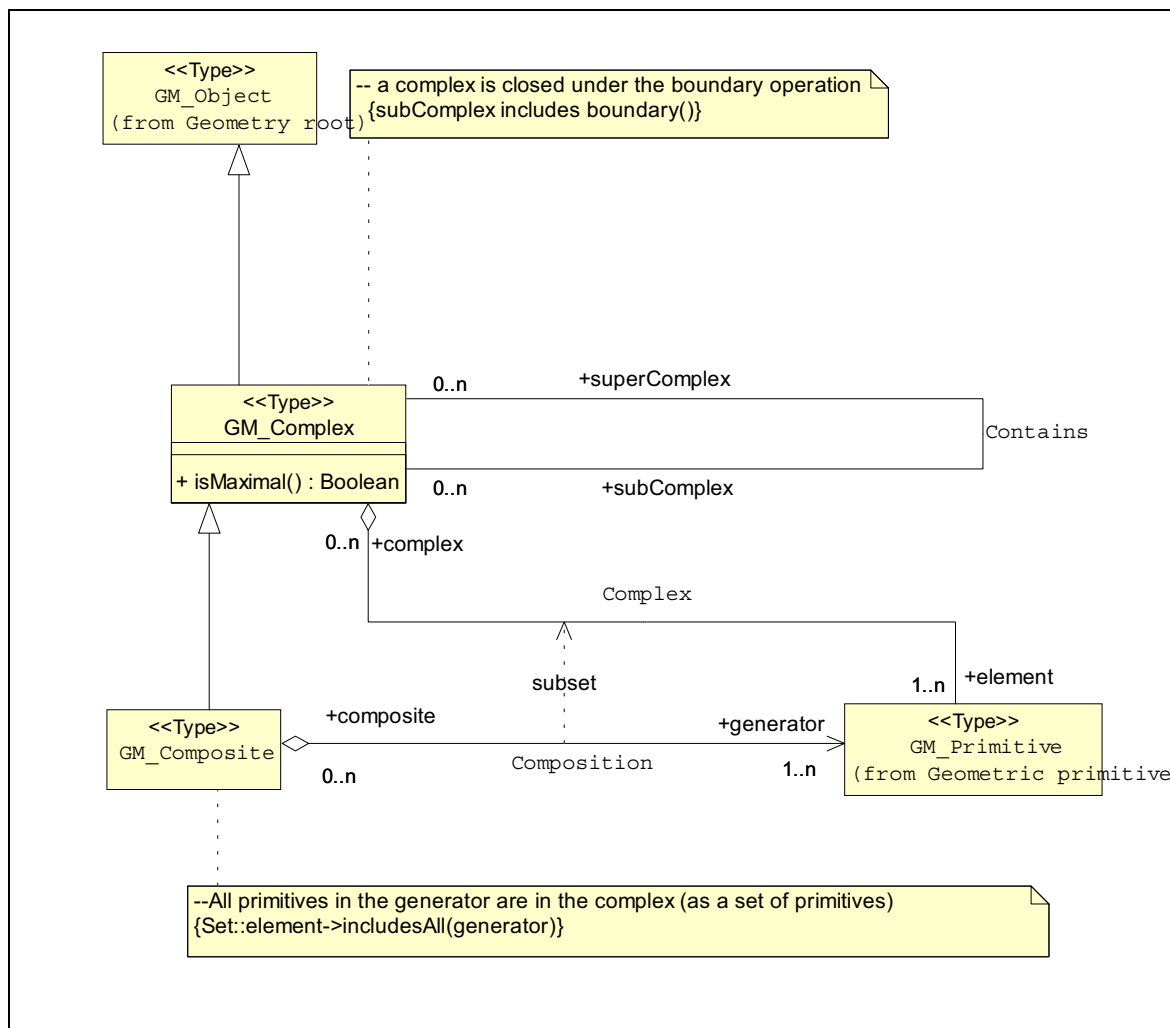 <<Type>>
GM_Object
(from Geometry root)
-- a complex is closed under the boundary operation
{subComplex includes boundary()}
<<Type>>
GM_Complex
+ isMaximal() : Boolean
0..n
+superComplex
Contains
0..n
+subComplex
0..n
+complex
Complex
subset
1..n
+element
<<Type>>
GM_Composite
+composite
0..n
Composition
+generator
1..n
<<Type>>
GM_Primitive
(from Geometric primitive
--All primitives in the generator are in the complex (as a set of primitives)
{Set::element->includesAll(generator)}